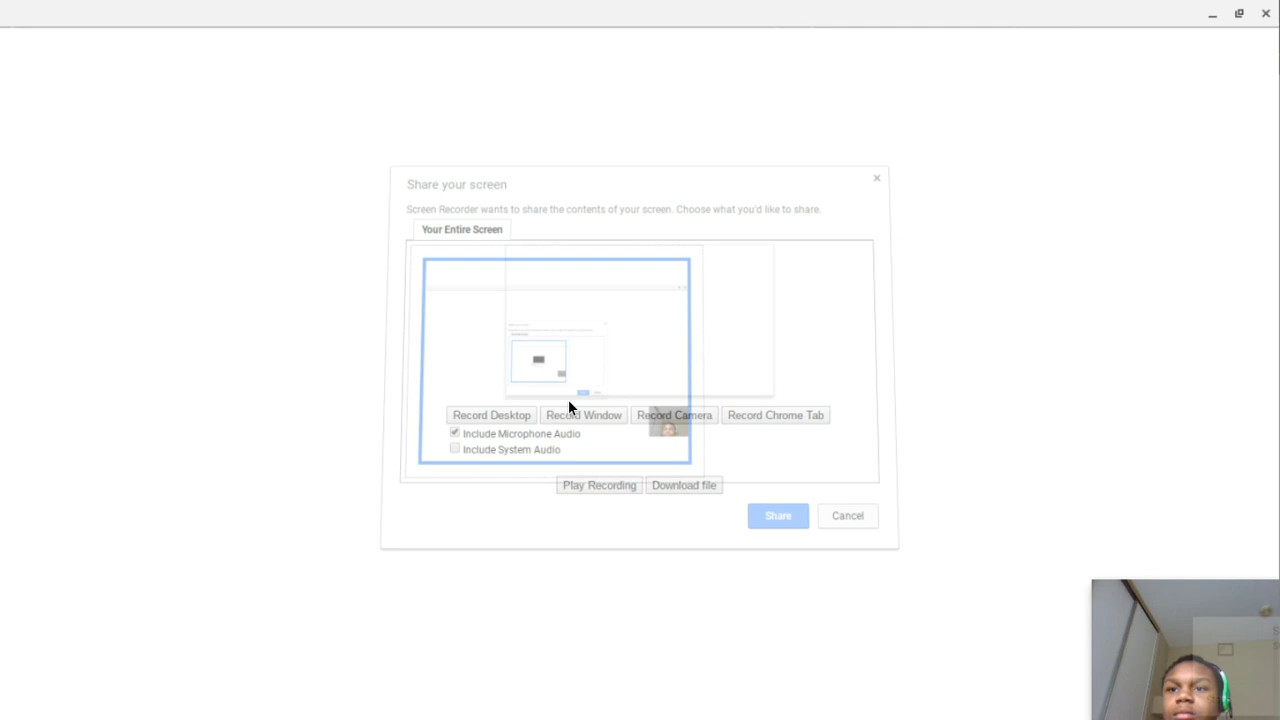 Share your screen
Screen Recorder wants to share the contents of your screen. Choose what you'd like to share.
Your Entire Screen
Record Desktop Record Window Record Camera Record Chrome Tab
Include Microphone Audio
Include System Audio
Play Recording Download file
Share Cancel